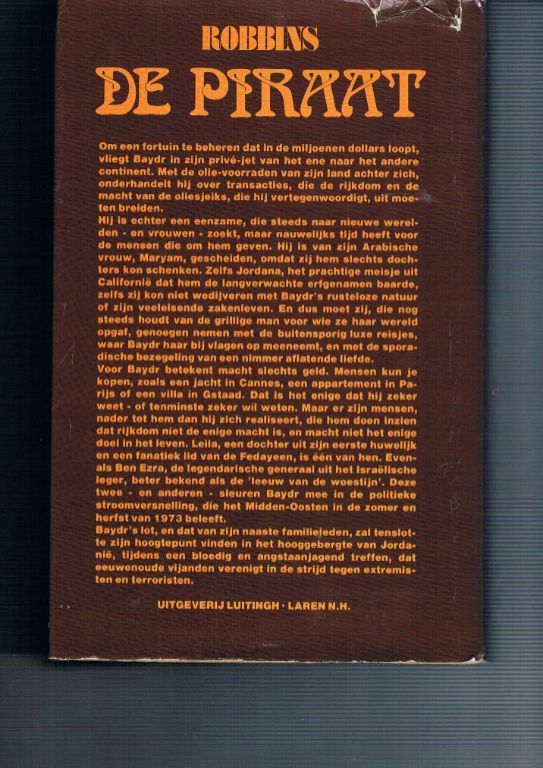 ROBBINS
DE PIRAAT
Om een fortuin te beheren dat in de miljoenen dollars loopt,
vliegt Baydr in zijn privé-jet van het ene naar het andere
continent. Met de olie-voorraden van zijn land achter zich,
onderhandelt hij over transacties, die de rijkdom en de
macht van de oliesjeiks, die hij vertegenwoordigt, uit moe-
ten breiden.
Hij is echter een eenzame, die steeds naar nieuwe werel-
den - en vrouwen - zoekt, maar nauwelijks tijd heeft voor
de mensen die om hem geven. Hij is van zijn Arabische
vrouw, Maryam, gescheiden, omdat zij hem slechts doch-
ters kon schenken. Zelfs Jordana, het prachtige meisje uit
Californië dat hem de langverwachte erfgenamen baarde,
zelfs zij kon niet wedijveren met Baydr's rusteloze natuur
of zijn veeleisende zakenleven. En dus moet zij, die nog
steeds houdt van de grillige man voor wie ze haar wereld
opgaf, genoegen nemen met de buitensporig luxe reisjes,
waar Baydr haar bij vlagen op meeneemt, en met de spora-
dische bezegeling van een nimmer aflatende liefde.
Voor Baydr betekent macht slechts geld. Mensen kun je
kopen, zoals een jacht in Cannes, een appartement in Pa-
rijs of een villa in Gstaad. Dat is het enige dat hij zeker
weet - of tenminste zeker wil weten. Maar er zijn mensen,
nader tot hem dan hij zich realiseert, die hem doen inzien
dat rijkdom niet de enige macht is, en macht niet het enige
doel in het leven. Leila, een dochter uit zijn eerste huwelijk
en een fanatiek lid van de Fedayeen, is één van hen. Even-
als Ben Ezra, de legendarische generaal uit het Israëlische
leger, beter bekend als de 'leeuw van de woestijn'. Deze
twee - en anderen - sleuren Baydr mee in de politieke
stroomversnelling, die het Midden-Oosten in de zomer en
herfst van 1973 beleeft.
Baydr's lot, en dat van zijn naaste familieleden, zal tenslot-
te zijn hoogtepunt vinden in het hooggebergte van Jorda-
nië, tijdens een bloedig en angstaanjagend treffen, dat
eeuwenoude vijanden verenigt in de strijd tegen extremis-
ten en terroristen.
UITGEVERIJ LUITINGH · LAREN N.H.